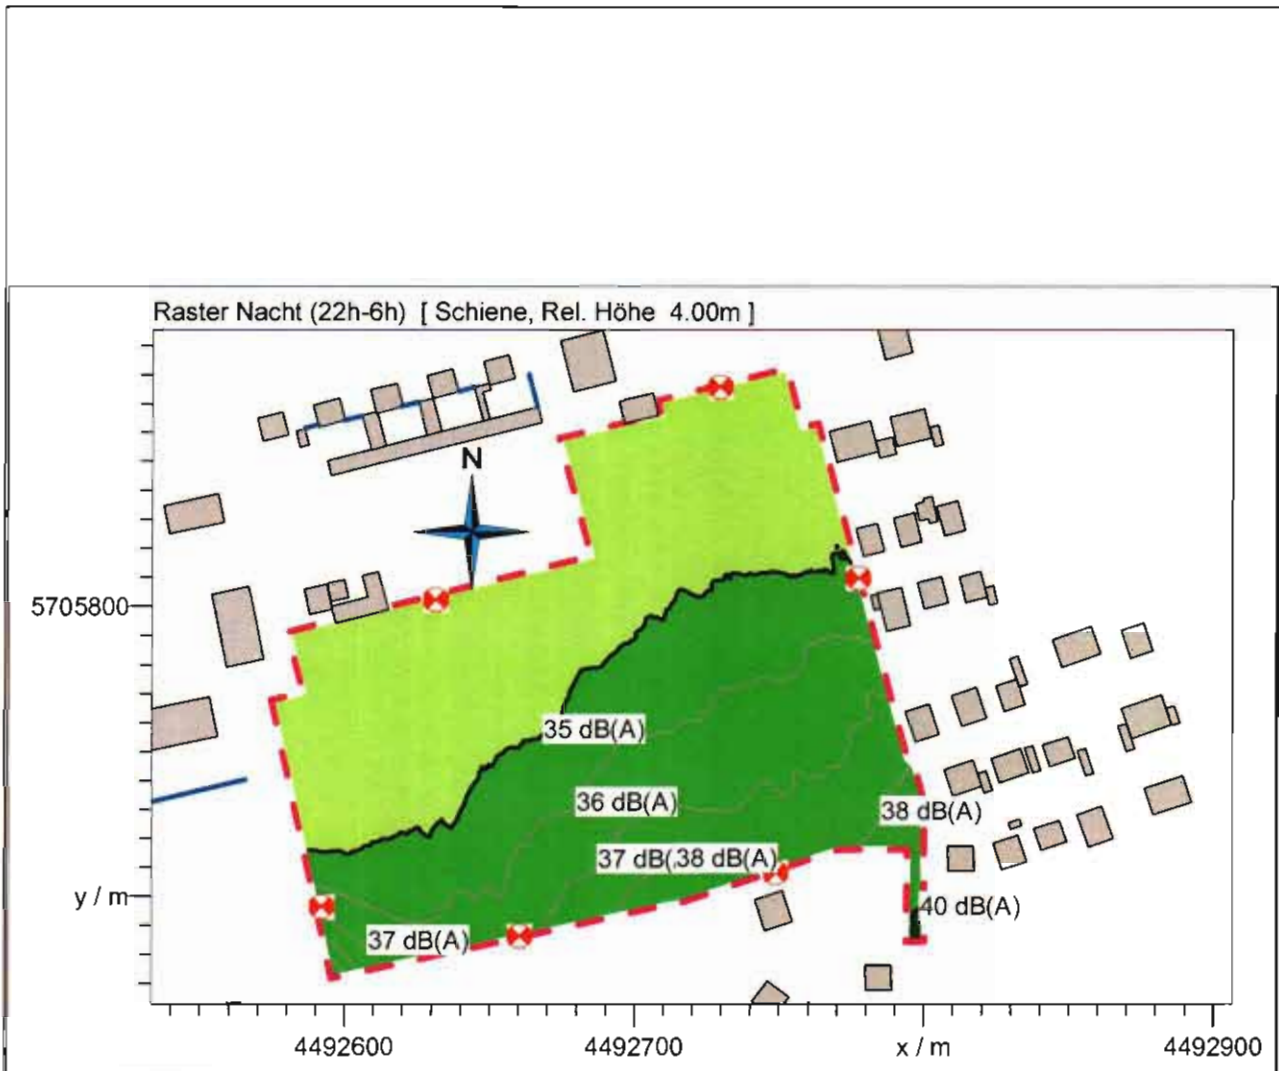 Raster Nacht (22h-6h) [ Schiene, Rel. Höhe 4.00m ]
N
5705800
35 dB(A)
36 dB(A)
38 dB(A)
37 dB(,38 dB(A)
y / m
40 dB(A)
37 dB(A)
4492600 4492700 x / m 4492900